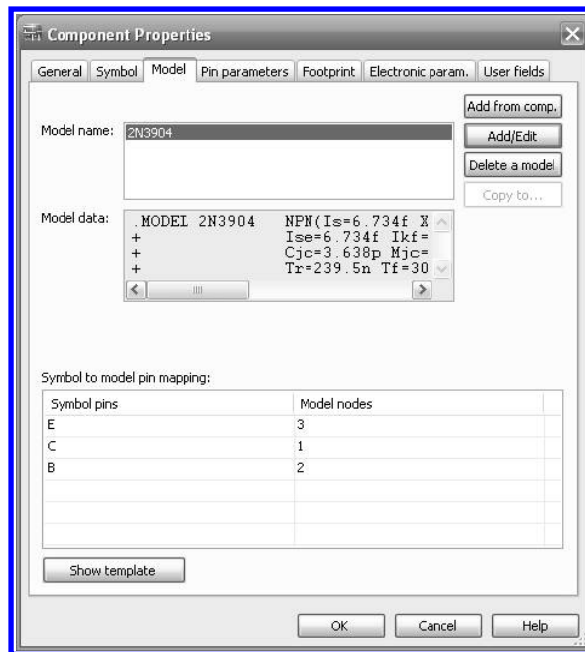 Component Properties
General Symbol Model Pin parameters Footprint Electronic param. User fields
Add from comp.
Model name: 2N3904
Add/Edit
Delete a model
Copy to...
Model data:
.MODEL 2N3904 NPN(Is=6.734f X
+ Ise=6.734f Ikf=
+ Cjc=3.638p Mjc=
+ Tr=239.5n Tf=30
Symbol to model pin mapping:
Symbol pins Model nodes
E 3
C 1
B 2
Show template
OK Cancel Help